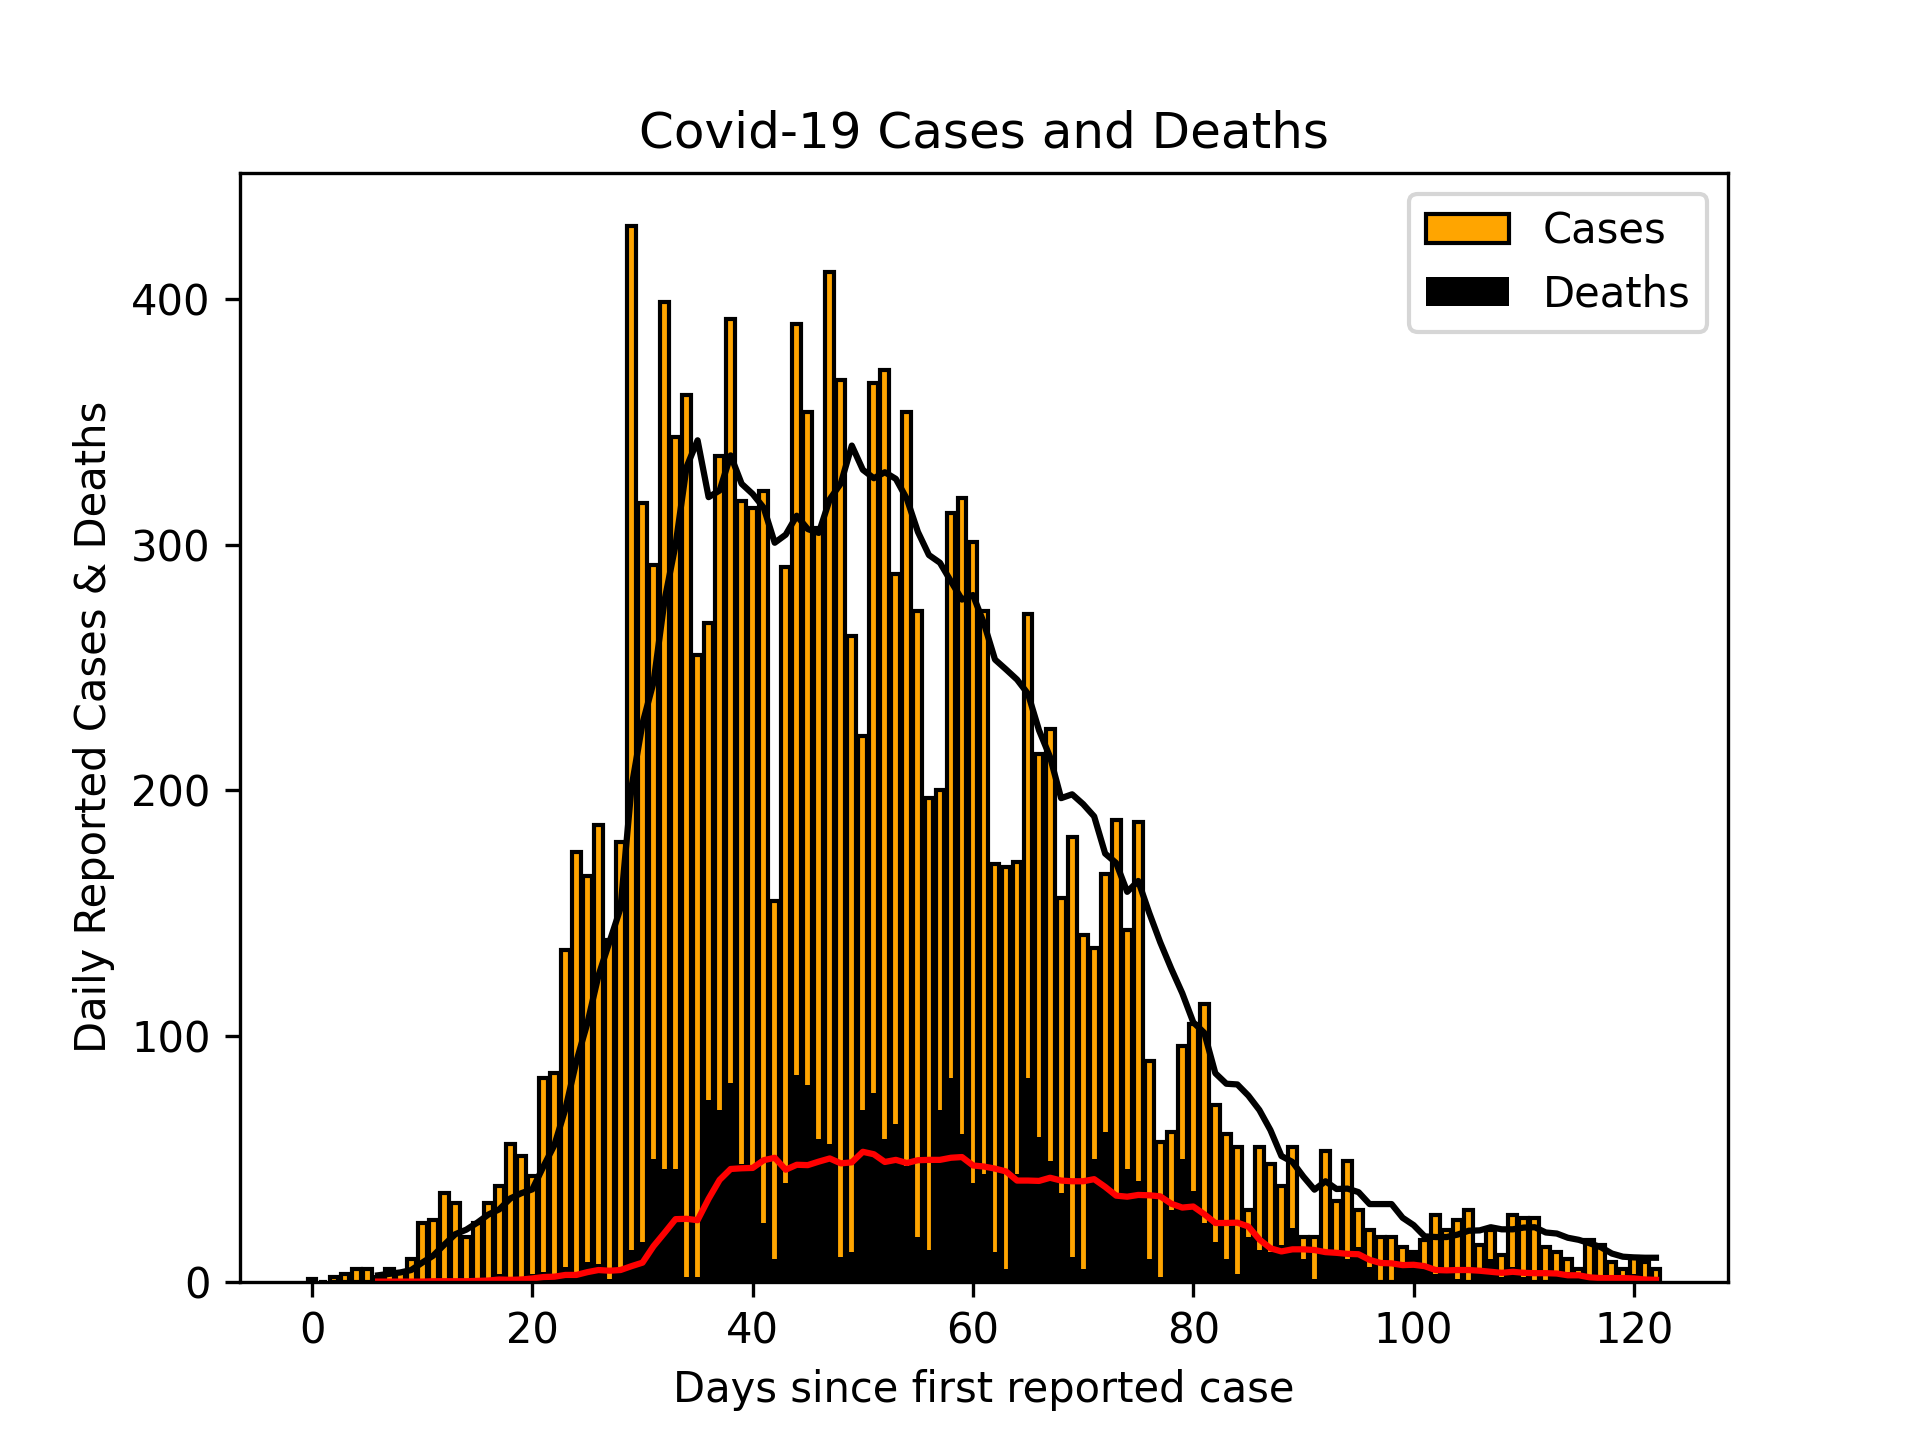 Covid-19 Cases and Deaths
Cases
Deaths
Daily Reported Cases & Deaths
400
300
200
100
0
0 20 40 60 80 100 120
Days since first reported case